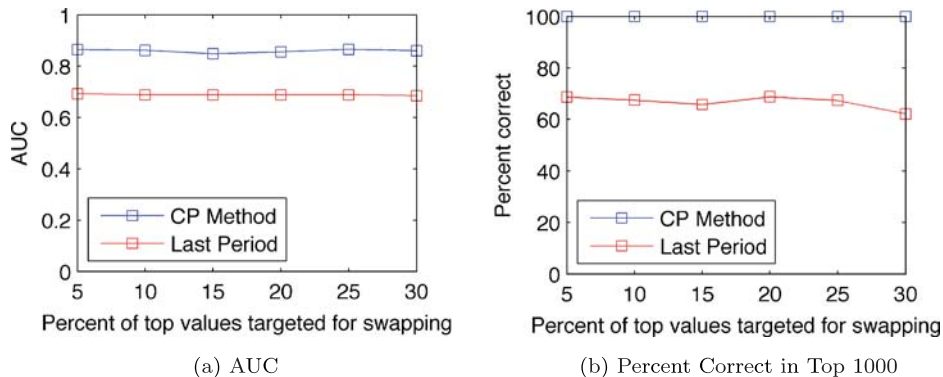 1
0.8
0.6
0.4
0.2
0
AUC
CP Method
Last Period
5 10 15 20 25 30
Percent of top values targeted for swapping
(a) AUC
100
80
60
40
20
0
Percent correct
CP Method
Last Period
5 10 15 20 25 30
Percent of top values targeted for swapping
(b) Percent Correct in Top 1000